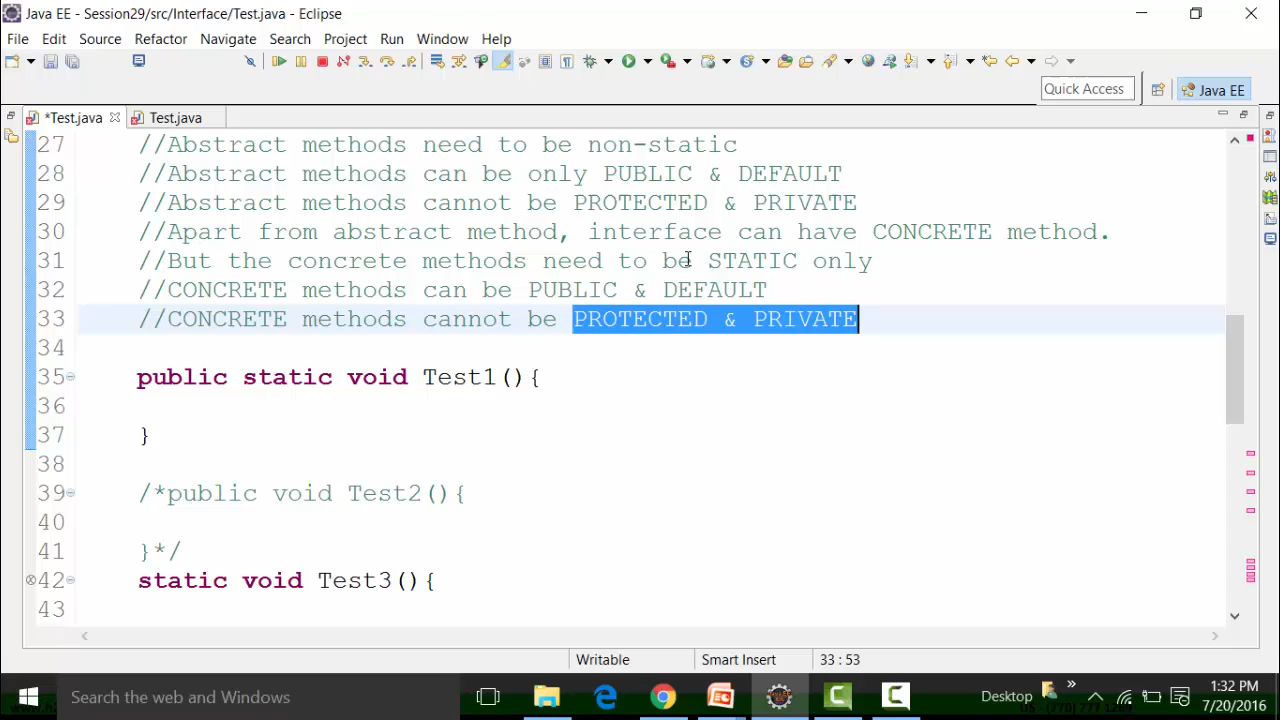 Java EE - Session29/src/Interface/Test.java - Eclipse
File Edit Source Refactor Navigate Search Project Run Window Help
Quick Access Java EE
*Test.java Test.java
27 //Abstract methods need to be non-static
28 //Abstract methods can be only PUBLIC & DEFAULT
29 //Abstract methods cannot be PROTECTED & PRIVATE
30 //Apart from abstract method, interface can have CONCRETE method.
31 //But the concrete methods need to be STATIC only
32 //CONCRETE methods can be PUBLIC & DEFAULT
33 //CONCRETE methods cannot be PROTECTED & PRIVATE
34
35 public static void Test1(){
36
37 }
38
39 /*public void Test2(){
40
41 }*/
42 static void Test3(){
43
Writable Smart Insert 33 : 53
Search the web and Windows
Desktop
1:32 PM
7/20/2016